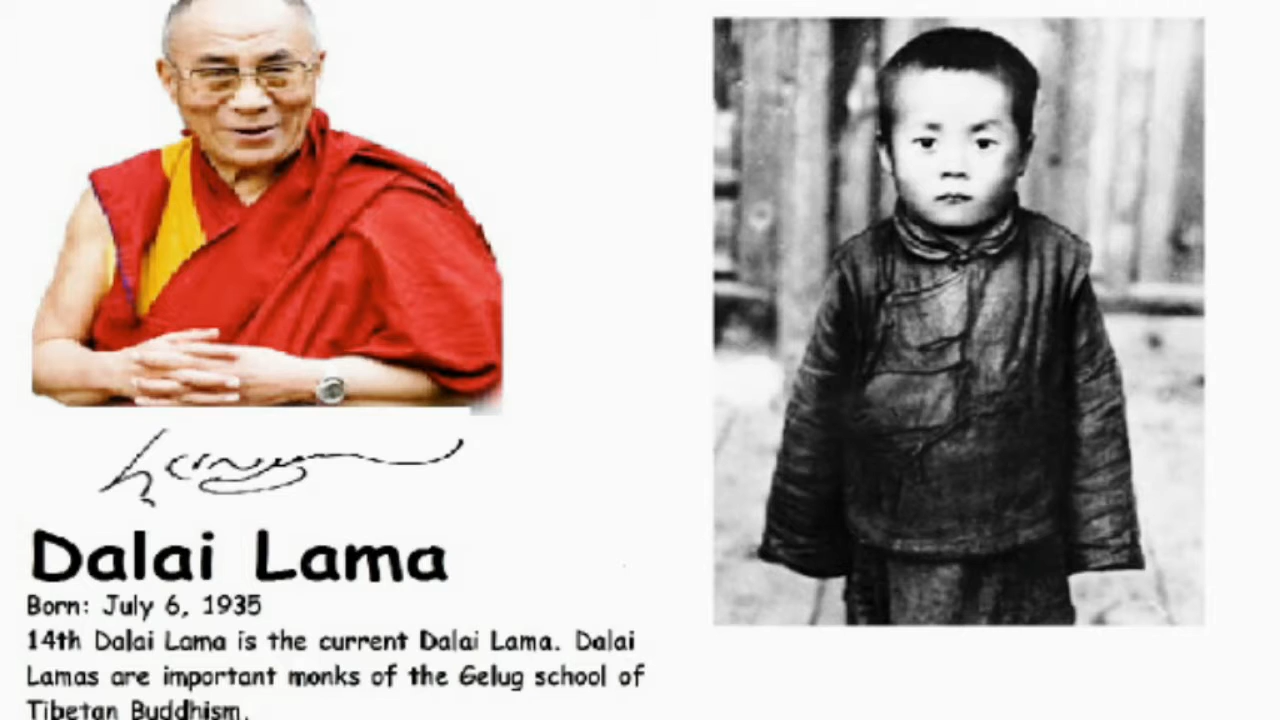 Dalai Lama
Born: July 6, 1935
14th Dalai Lama is the current Dalai Lama. Dalai
Lamas are important monks of the Gelug school of
Tibetan Buddhism.